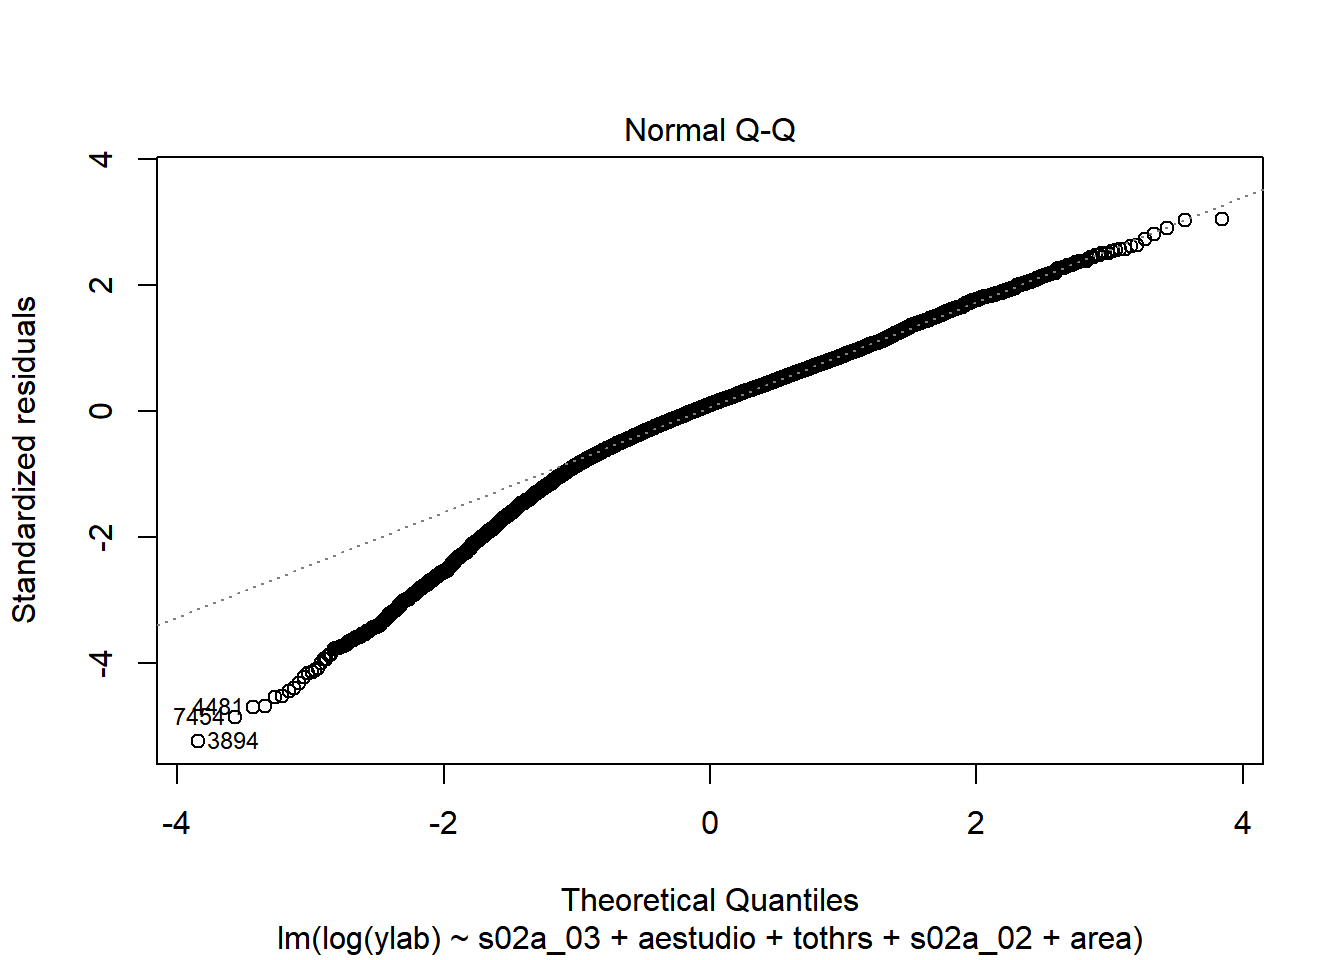 Normal Q-Q
Standardized residuals
4
2
0
-2
-4
4481
7454
3894
-4 -2 0 2 4
Theoretical Quantiles
lm(log(ylab) ~ s02a_03 + aestudio + tothrs + s02a_02 + area)